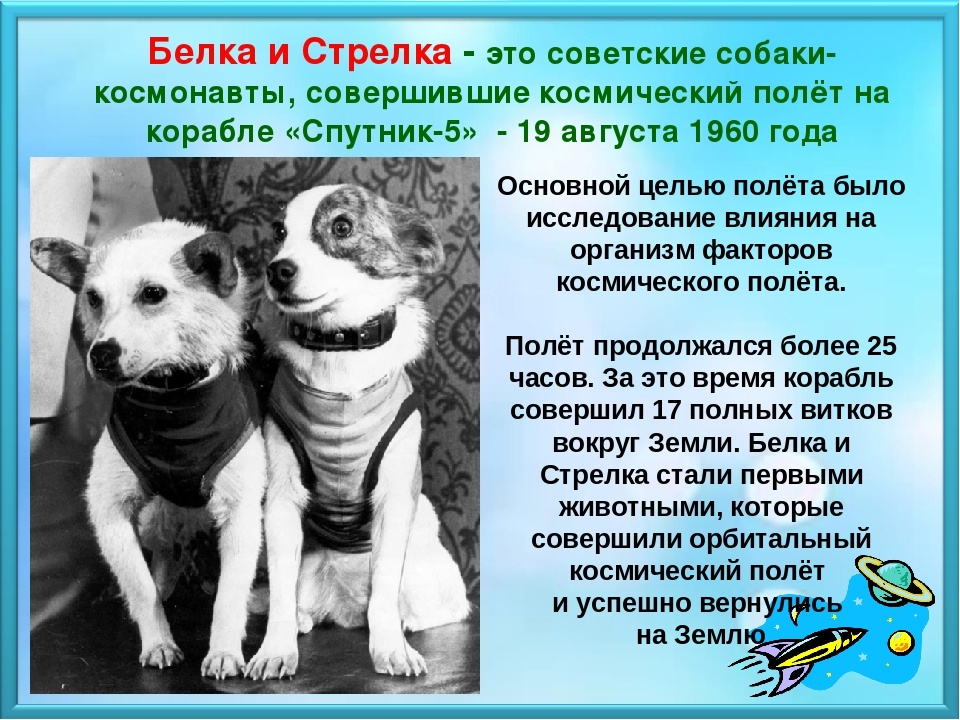 Белка и Стрелка - это советские собаки-
космонавты, совершившие космический полёт на
корабле «Спутник-5»  - 19 августа 1960 года
Основной целью полёта было
исследование влияния на
организм факторов
космического полёта.
Полёт продолжался более 25
часов. За это время корабль
совершил 17 полных витков
вокруг Земли. Белка и
Стрелка стали первыми
животными, которые
совершили орбитальный
космический полёт
и успешно вернулись
на Землю